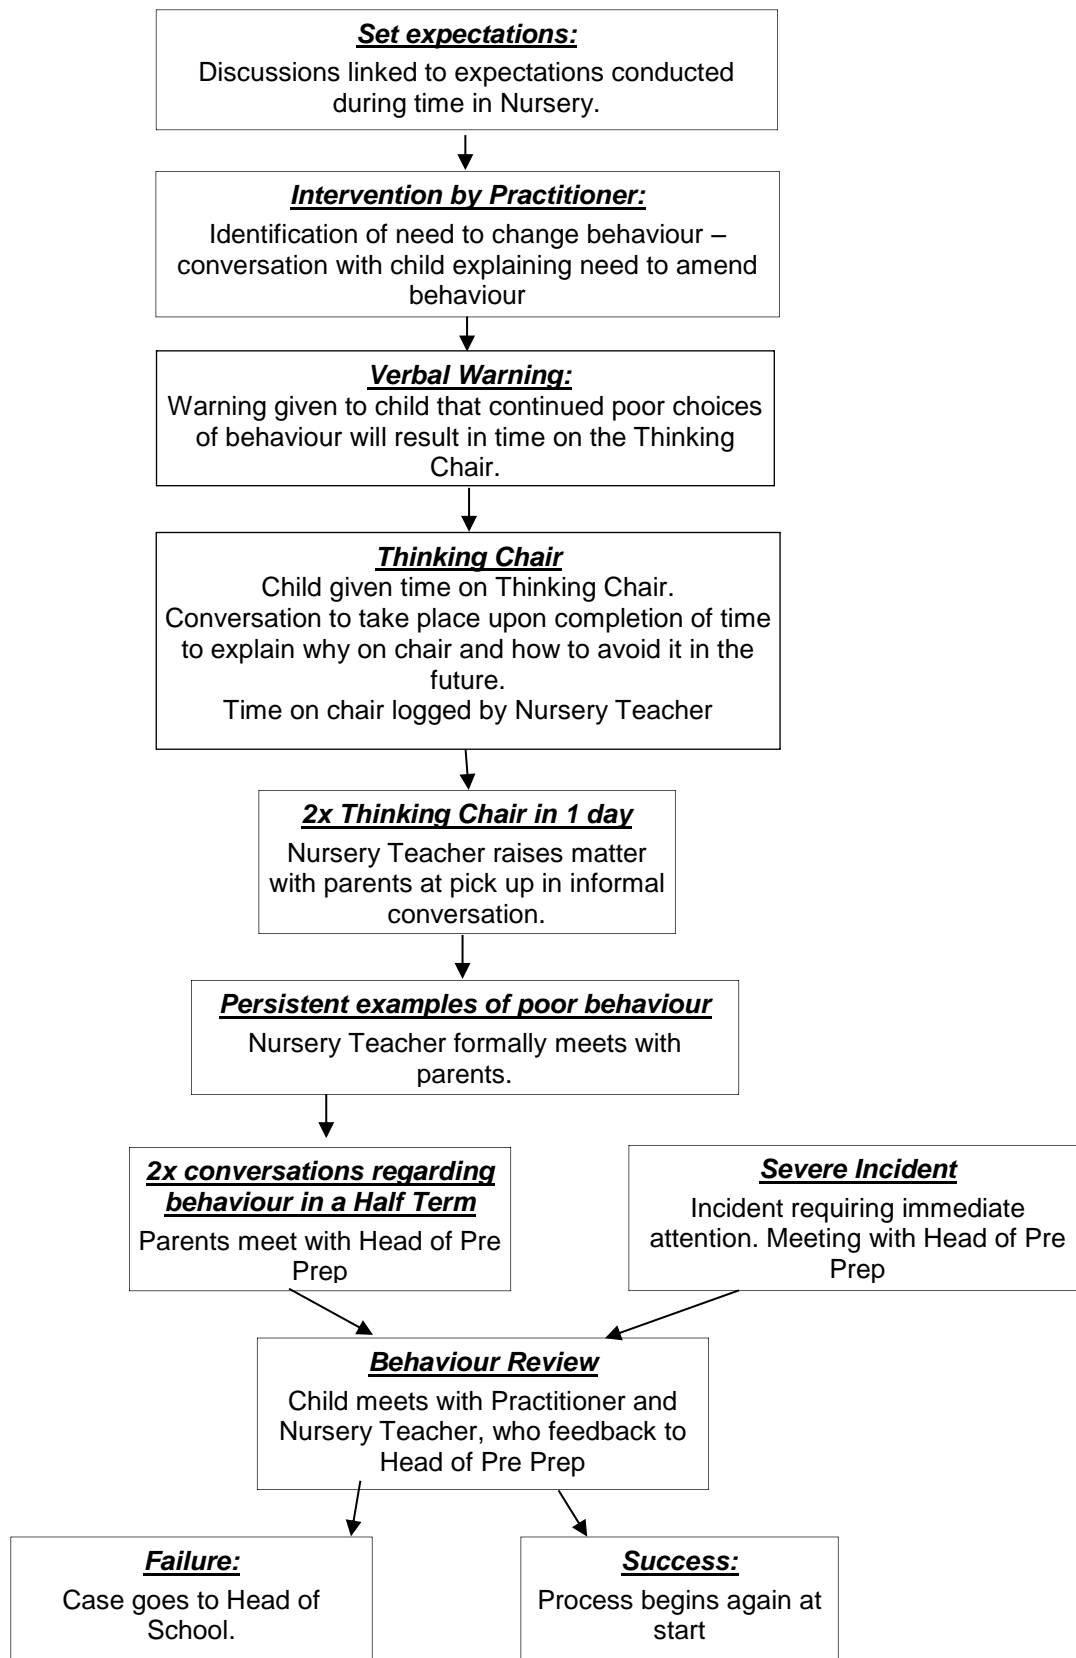 Set expectations:
Discussions linked to expectations conducted
during time in Nursery.
Intervention by Practitioner:
Identification of need to change behaviour –
conversation with child explaining need to amend
behaviour
Verbal Warning:
Warning given to child that continued poor choices
of behaviour will result in time on the Thinking
Chair.
Thinking Chair
Child given time on Thinking Chair.
Conversation to take place upon completion of time
to explain why on chair and how to avoid it in the
future.
Time on chair logged by Nursery Teacher
2x Thinking Chair in 1 day
Nursery Teacher raises matter
with parents at pick up in informal
conversation.
Persistent examples of poor behaviour
Nursery Teacher formally meets with
parents.
2x conversations regarding
behaviour in a Half Term
Parents meet with Head of Pre
Prep
Severe Incident
Incident requiring immediate
attention. Meeting with Head of Pre
Prep
Behaviour Review
Child meets with Practitioner and
Nursery Teacher, who feedback to
Head of Pre Prep
Failure:
Case goes to Head of
School.
Success:
Process begins again at
start